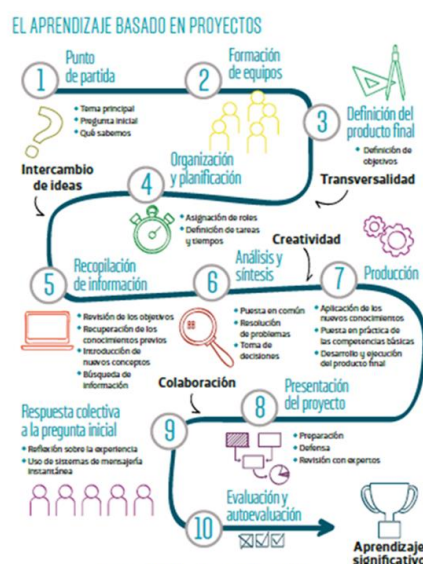 EL APRENDIZAJE BASADO EN PROYECTOS
1
Punto
de partida
• Tema principal
• Pregunta inicial
• Qué sabemos
2
Formación
de equipos
3
Definición del
producto final
• Definición de
objetivos
Intercambio
de ideas
4
Organización
y planificación
• Asignación de roles
• Definición de tareas
y tiempos
Transversalidad
Creatividad
5
Recopilación
de información
• Revisión de los objetivos
• Recuperación de los
conocimientos previos
• Introducción de
nuevos conceptos
• Búsqueda de
información
6
Análisis y
síntesis
• Puesta en común
• Resolución
de problemas
• Toma de
decisiones
7
Producción
• Aplicación de los
nuevos conocimientos
• Puesta en práctica de
las competencias básicas
• Desarrollo y ejecución
del producto final
Colaboración
8
Presentación
del proyecto
• Preparación
• Defensa
• Revisión con expertos
Respuesta colectiva
a la pregunta inicial
• Reflexión sobre la experiencia
• Uso de sistemas de mensajería
instantánea
9
10
Evaluación y
autoevaluación
Aprendizaje
significativo